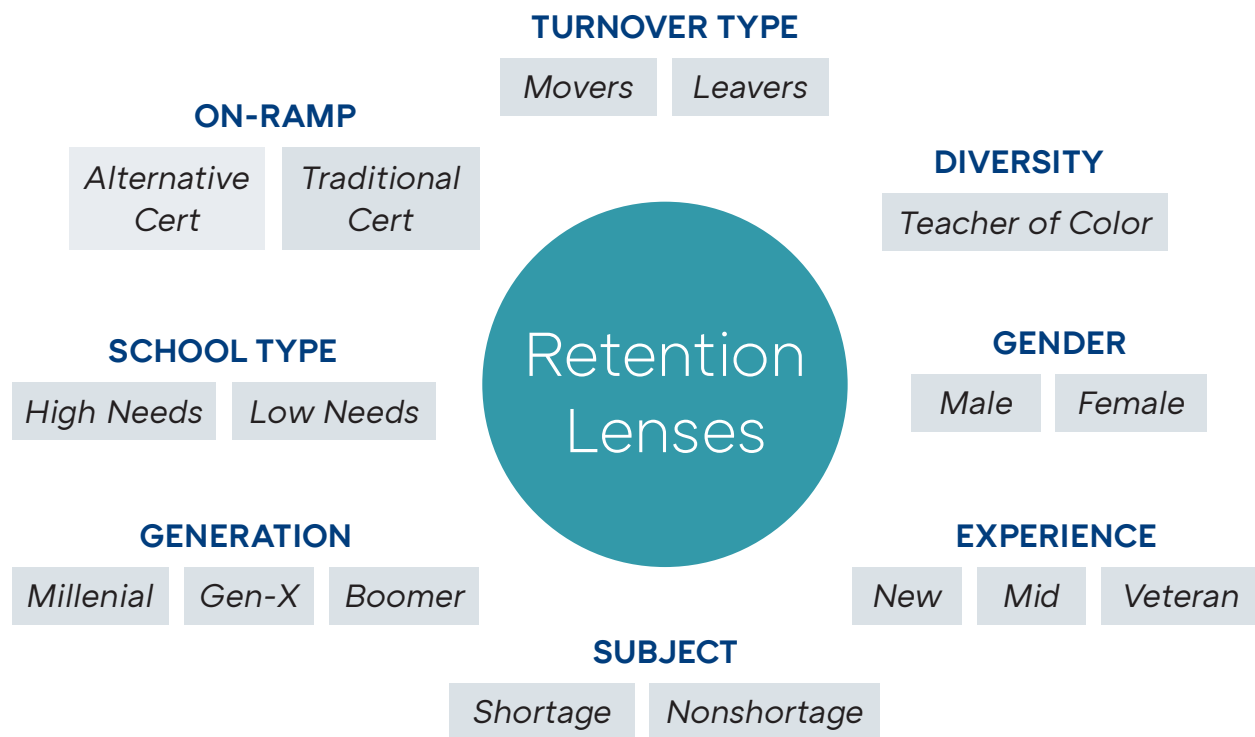 TURNOVER TYPE
Movers Leavers
ON-RAMP
Alternative
Cert
Traditional
Cert
DIVERSITY
Teacher of Color
SCHOOL TYPE
High Needs Low Needs
Retention
Lenses
GENDER
Male Female
GENERATION
Millenial Gen-X Boomer
EXPERIENCE
New Mid Veteran
SUBJECT
Shortage Nonshortage